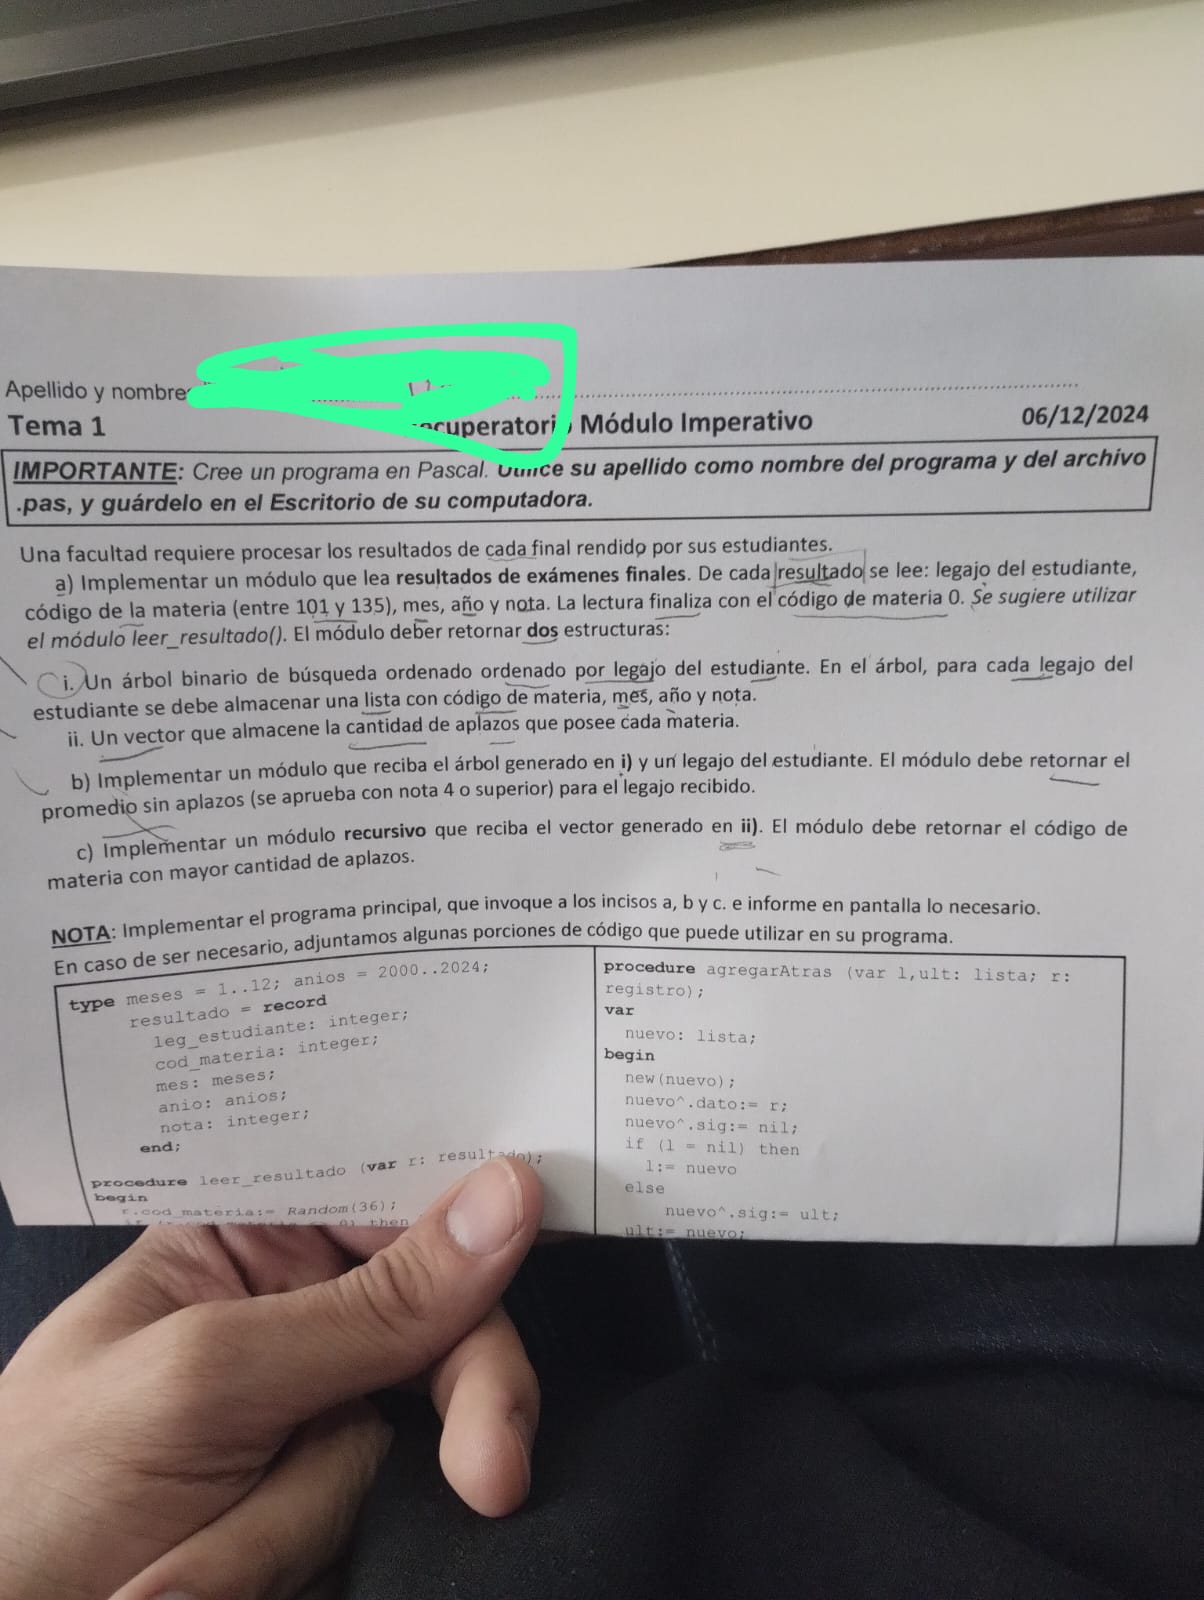 Apellido y nombre
Tema 1 Módulo Imperativo 06/12/2024
IMPORTANTE: Cree un programa en Pascal. Utilice su apellido como nombre del programa y del archivo
.pas, y guárdelo en el Escritorio de su computadora.
Una facultad requiere procesar los resultados de cada final rendido por sus estudiantes.
a) Implementar un módulo que lea resultados de exámenes finales. De cada resultado se lee: legajo del estudiante,
código de la materia (entre 101 y 135), mes, año y nota. La lectura finaliza con el código de materia 0. Se sugiere utilizar
el módulo leer_resultado(). El módulo deber retornar dos estructuras:
i. Un árbol binario de búsqueda ordenado ordenado por legajo del estudiante. En el árbol, para cada legajo del
estudiante se debe almacenar una lista con código de materia, mes, año y nota.
ii. Un vector que almacene la cantidad de aplazos que posee cada materia.
b) Implementar un módulo que reciba el árbol generado en i) y un legajo del estudiante. El módulo debe retornar el
promedio sin aplazos (se aprueba con nota 4 o superior) para el legajo recibido.
c) Implementar un módulo recursivo que reciba el vector generado en ii). El módulo debe retornar el código de
materia con mayor cantidad de aplazos.
NOTA: Implementar el programa principal, que invoque a los incisos a, b y c. e informe en pantalla lo necesario.
En caso de ser necesario, adjuntamos algunas porciones de código que puede utilizar en su programa.
type meses = 1..12; anios = 2000..2024;
resultado = record
leg_estudiante: integer;
cod_materia: integer;
mes: meses;
anio: anios;
nota: integer;
end;
procedure leer_resultado (var r: resultado);
begin
r.cod_materia:= Random(36);
then
procedure agregarAtras (var l,ult: lista; r:
registro);
var
nuevo: lista;
begin
new(nuevo);
nuevo^.dato:= r;
nuevo^.sig:= nil;
if (l = nil) then
l:= nuevo
else
nuevo^.sig:= ult;
ult:= nuevo;